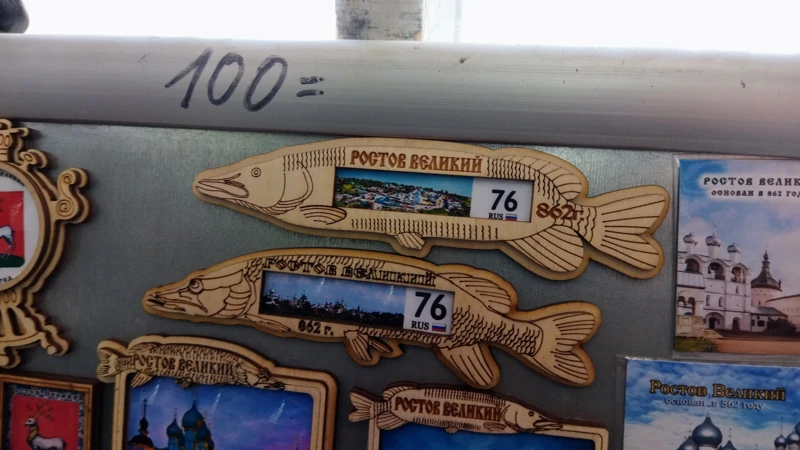 100=
РОСТОВ ВЕЛИКИЙ
76
RUS
862г.
РОСТОВ ВЕЛИКИЙ
862 г.
76
RUS
РОСТОВ ВЕЛИКИЙ
РОСТОВ ВЕЛИКИЙ
РОСТОВ ВЕЛИК
ОСНОВАН В 862 ГОД
РОСТОВ ВЕЛИКИЙ
ОСНОВАН В 862 ГОДУ